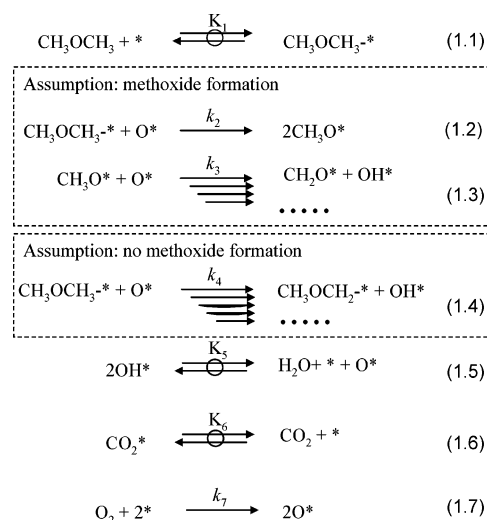 K₁
CH3OCH3 + * CH3OCH3-* (1.1)
Assumption: methoxide formation
k₂
CH3OCH3-* + O* 2CH3O* (1.2)
k₃
CH3O* + O* CH2O* + OH* (1.3)
.....
Assumption: no methoxide formation
k₄
CH3OCH3-* + O* CH3OCH2-* + OH* (1.4)
.....
K₅
2OH* H2O+ * + O* (1.5)
K₆
CO2* CO2 + * (1.6)
k₇
O2 + 2* 2O* (1.7)